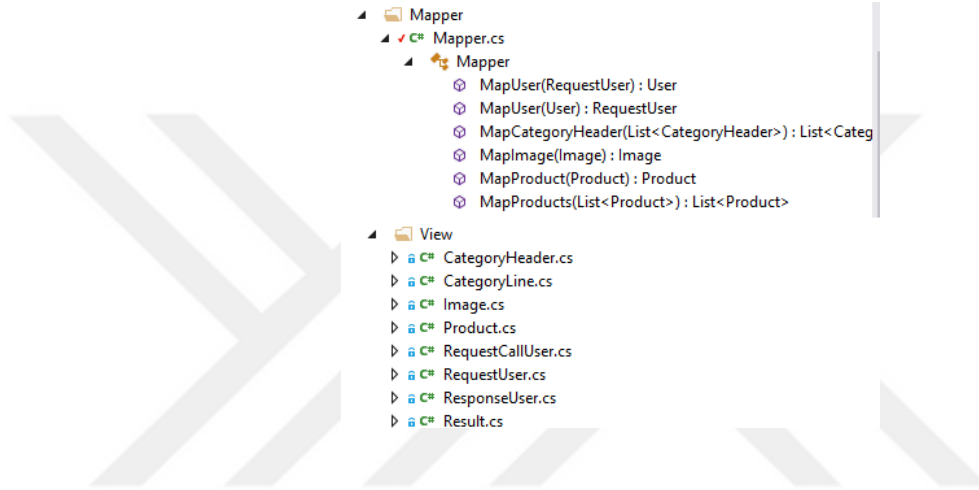 Mapper
C# Mapper.cs
Mapper
MapUser(RequestUser) : User
MapUser(User) : RequestUser
MapCategoryHeader(List<CategoryHeader>) : List<Categ
MapImage(Image) : Image
MapProduct(Product) : Product
MapProducts(List<Product>) : List<Product>
View
C# CategoryHeader.cs
C# CategoryLine.cs
C# Image.cs
C# Product.cs
C# RequestCallUser.cs
C# RequestUser.cs
C# ResponseUser.cs
C# Result.cs